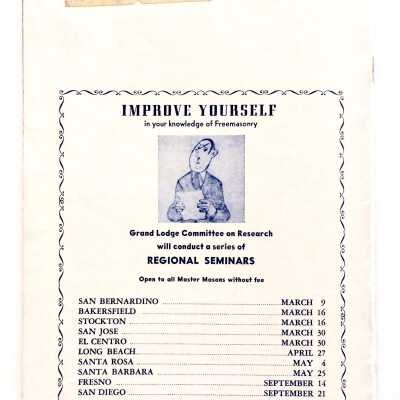 IMPROVE YOURSELF
in your knowledge of Freemasonry
Grand Lodge Committee on Research
will conduct a series of
REGIONAL SEMINARS
Open to all Master Masons without fee
SAN BERNARDINO MARCH 9
BAKERSFIELD MARCH 16
STOCKTON MARCH 16
SAN JOSE MARCH 30
EL CENTRO MARCH 30
LONG BEACH APRIL 27
SANTA ROSA MAY 4
SANTA BARBARA MAY 25
FRESNO SEPTEMBER 14
SAN DIEGO SEPTEMBER 21